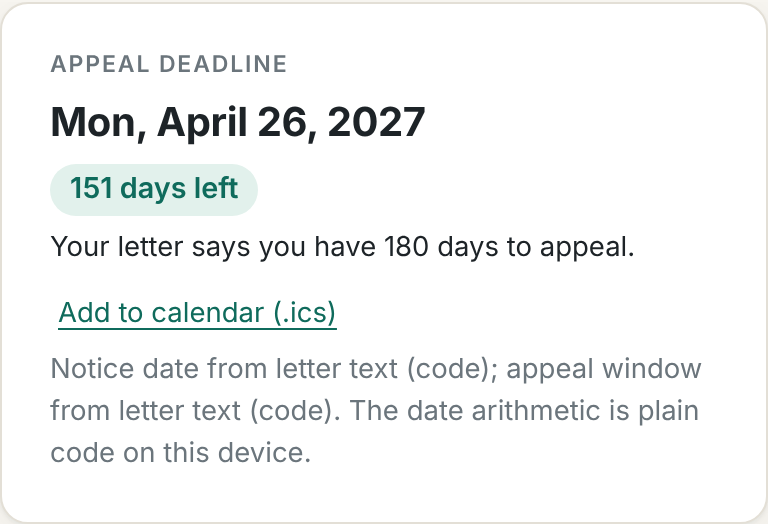 APPEAL DEADLINE
Mon, April 26, 2027
151 days left
Your letter says you have 180 days to appeal.
Add to calendar (.ics)
Notice date from letter text (code); appeal window
from letter text (code). The date arithmetic is plain
code on this device.